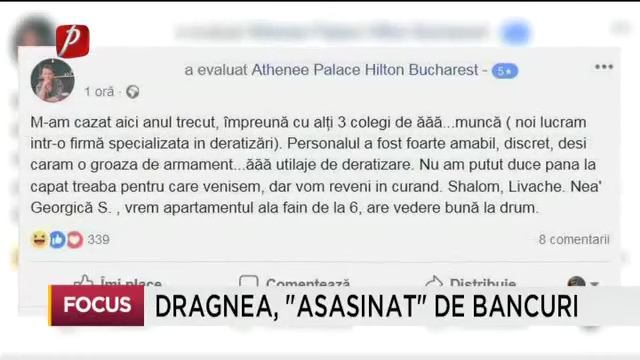 a evaluat Athenee Palace Hilton Bucharest - 5★
1 oră ·
M-am cazat aici anul trecut, împreună cu alți 3 colegi de ăăă...muncă ( noi lucram
intr-o firmă specializata in deratizări). Personalul a fost foarte amabil, discret, desi
caram o groaza de armament...ăăă utilaje de deratizare. Nu am putut duce pana la
capat treaba pentru care venisem, dar vom reveni in curand. Shalom, Livache. Nea'
Georgică S. , vrem apartamentul ala fain de la 6, are vedere bună la drum.
339
8 comentarii
Îmi place
Comentează
Distribuie
FOCUS
DRAGNEA, "ASASINAT" DE BANCURI